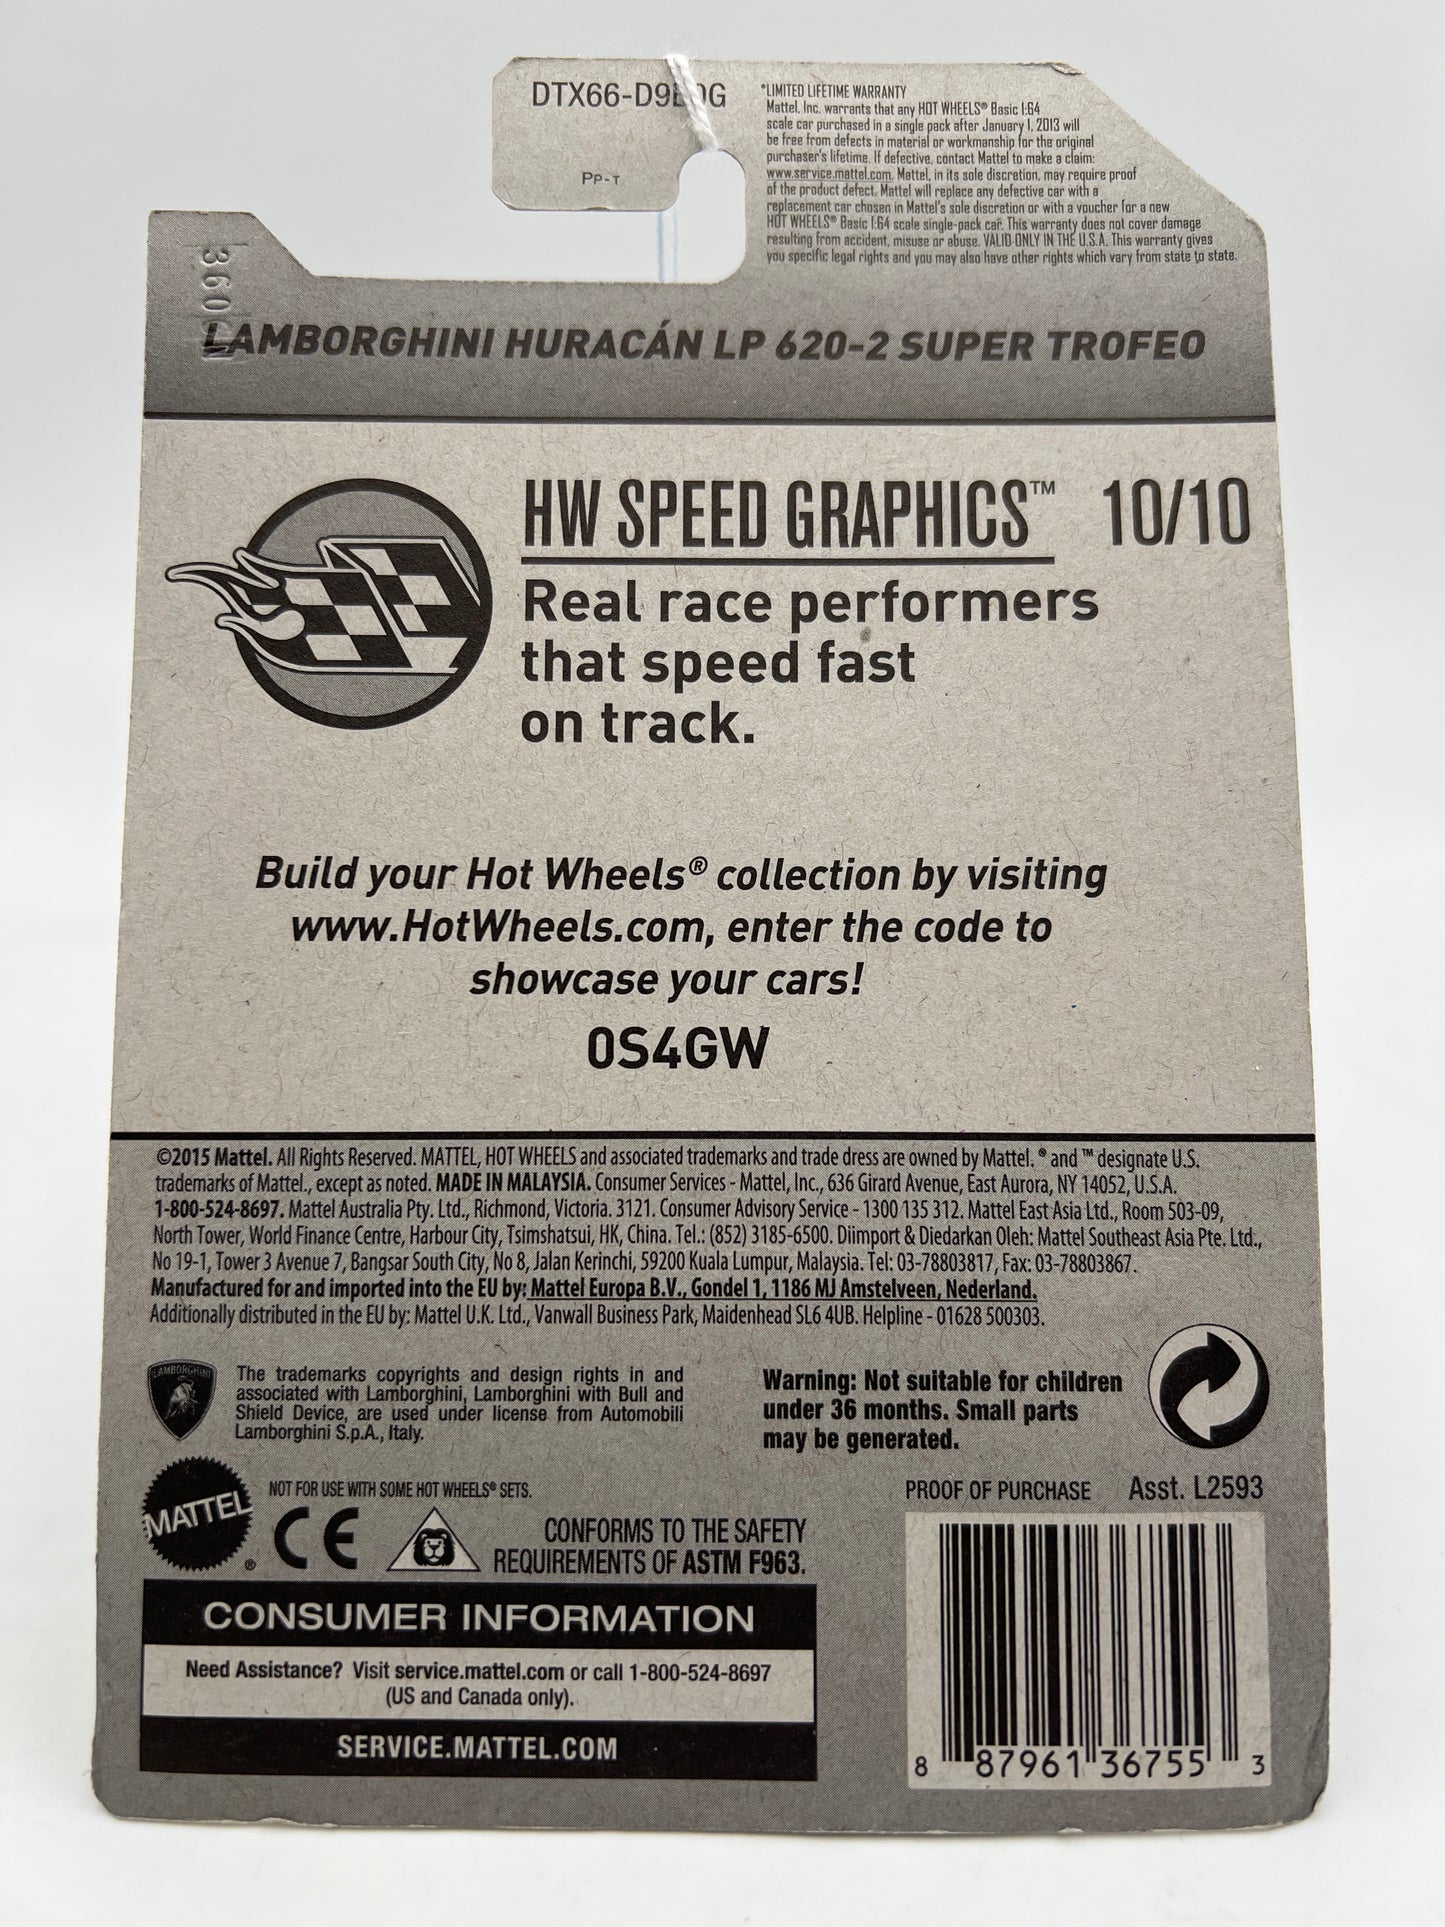 DTX66-D9B0G
PP-T
*LIMITED LIFETIME WARRANTY
Mattel, Inc. warrants that any HOT WHEELS® Basic 1:64
scale car purchased in a single pack after January 1, 2013 will
be free from defects in material or workmanship for the original
purchaser's lifetime. If defective, contact Mattel to make a claim:
www.service.mattel.com. Mattel, in its sole discretion, may require proof
of the product defect. Mattel will replace any defective car with a
replacement car chosen in Mattel's sole discretion or with a voucher for a new
HOT WHEELS® Basic 1:64 scale single-pack car. This warranty does not cover damage
resulting from accident, misuse or abuse. VALID ONLY IN THE U.S.A. This warranty gives
you specific legal rights and you may also have other rights which vary from state to state.
LAMBORGHINI HURACÁN LP 620-2 SUPER TROFEO
HW SPEED GRAPHICS™ 10/10
Real race performers
that speed fast
on track.
Build your Hot Wheels® collection by visiting
www.HotWheels.com, enter the code to
showcase your cars!
0S4GW
©2015 Mattel. All Rights Reserved. MATTEL, HOT WHEELS and associated trademarks and trade dress are owned by Mattel. ® and ™ designate U.S.
trademarks of Mattel., except as noted. MADE IN MALAYSIA. Consumer Services - Mattel, Inc., 636 Girard Avenue, East Aurora, NY 14052, U.S.A.
1-800-524-8697. Mattel Australia Pty. Ltd., Richmond, Victoria. 3121. Consumer Advisory Service - 1300 135 312. Mattel East Asia Ltd., Room 503-09,
North Tower, World Finance Centre, Harbour City, Tsimshatsui, HK, China. Tel.: (852) 3185-6500. Diimport & Diedarkan Oleh: Mattel Southeast Asia Pte. Ltd.,
No 19-1, Tower 3 Avenue 7, Bangsar South City, No 8, Jalan Kerinchi, 59200 Kuala Lumpur, Malaysia. Tel: 03-78803817, Fax: 03-78803867.
Manufactured for and imported into the EU by: Mattel Europa B.V., Gondel 1, 1186 MJ Amstelveen, Nederland.
Additionally distributed in the EU by: Mattel U.K. Ltd., Vanwall Business Park, Maidenhead SL6 4UB. Helpline - 01628 500303.
LAMBORGHINI
The trademarks copyrights and design rights in and
associated with Lamborghini, Lamborghini with Bull and
Shield Device, are used under license from Automobili
Lamborghini S.p.A., Italy.
Warning: Not suitable for children
under 36 months. Small parts
may be generated.
MATTEL®
NOT FOR USE WITH SOME HOT WHEELS® SETS.
CE
CONFORMS TO THE SAFETY
REQUIREMENTS OF ASTM F963.
PROOF OF PURCHASE Asst. L2593
CONSUMER INFORMATION
Need Assistance? Visit service.mattel.com or call 1-800-524-8697
(US and Canada only).
SERVICE.MATTEL.COM
8 87961 36755 3